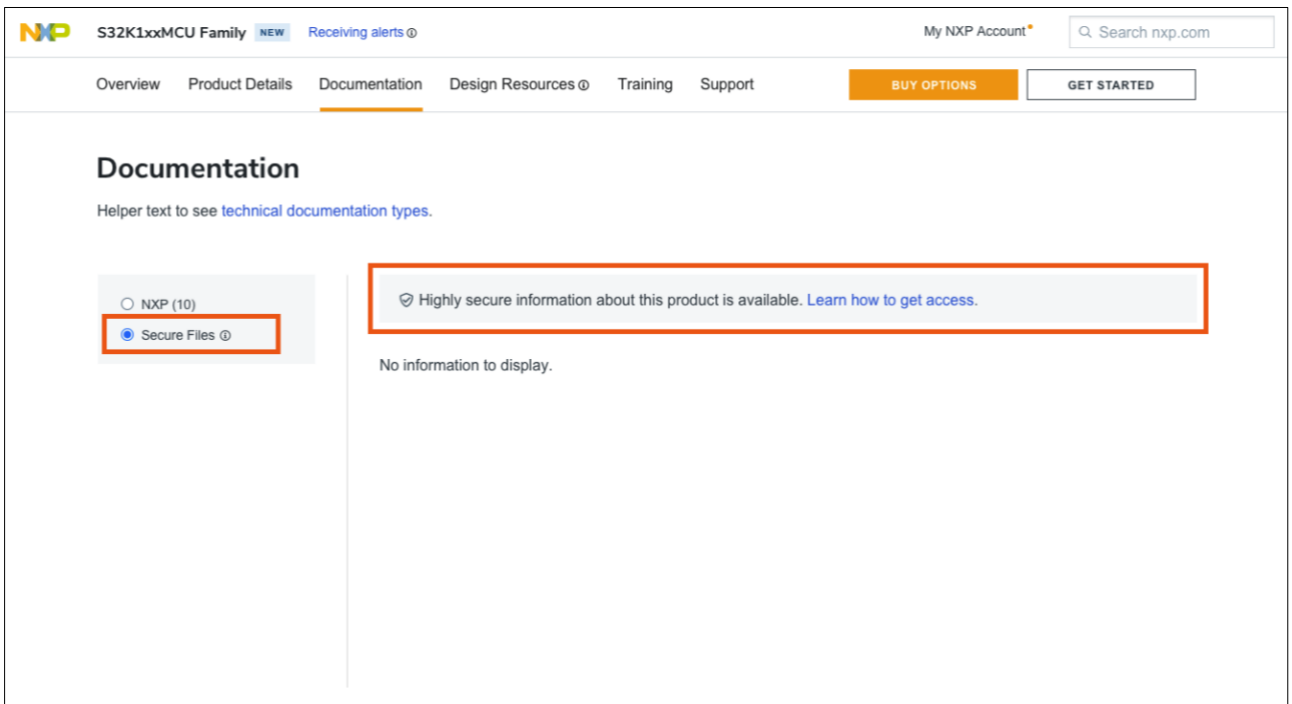 NXP S32K1xxMCU Family NEW Receiving alerts My NXP Account Search nxp.com
Overview Product Details Documentation Design Resources Training Support BUY OPTIONS GET STARTED
Documentation
Helper text to see technical documentation types.
NXP (10)
Secure Files
Highly secure information about this product is available. Learn how to get access.
No information to display.